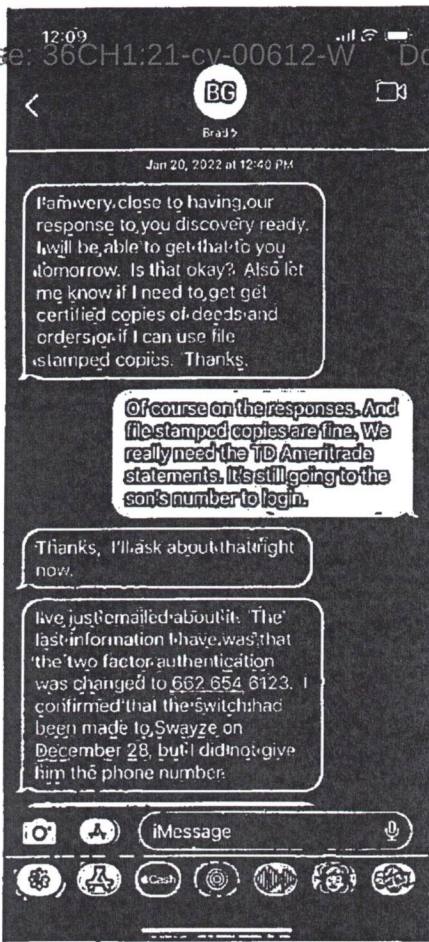 12:09
e: 36CH1:21-cv-00612-W Do
BG
Brad
Jan 20, 2022 at 12:40 PM
I am very close to having our
response to you discovery ready.
I will be able to get that to you
tomorrow. Is that okay? Also let
me know if I need to get get
certified copies of deeds and
orders or if I can use file
stamped copies. Thanks.
Of course on the responses. And
file stamped copies are fine. We
really need the TD Ameritrade
statements. It's still going to the
son's number to login.
Thanks, I'll ask about that right
now.
Ive just emailed about it. The
last information I have was that
the two factor authentication
was changed to 662 654 6123. I
confirmed that the switch had
been made to Swayze on
December 28, but I did not give
him the phone number.
iMessage
Cash